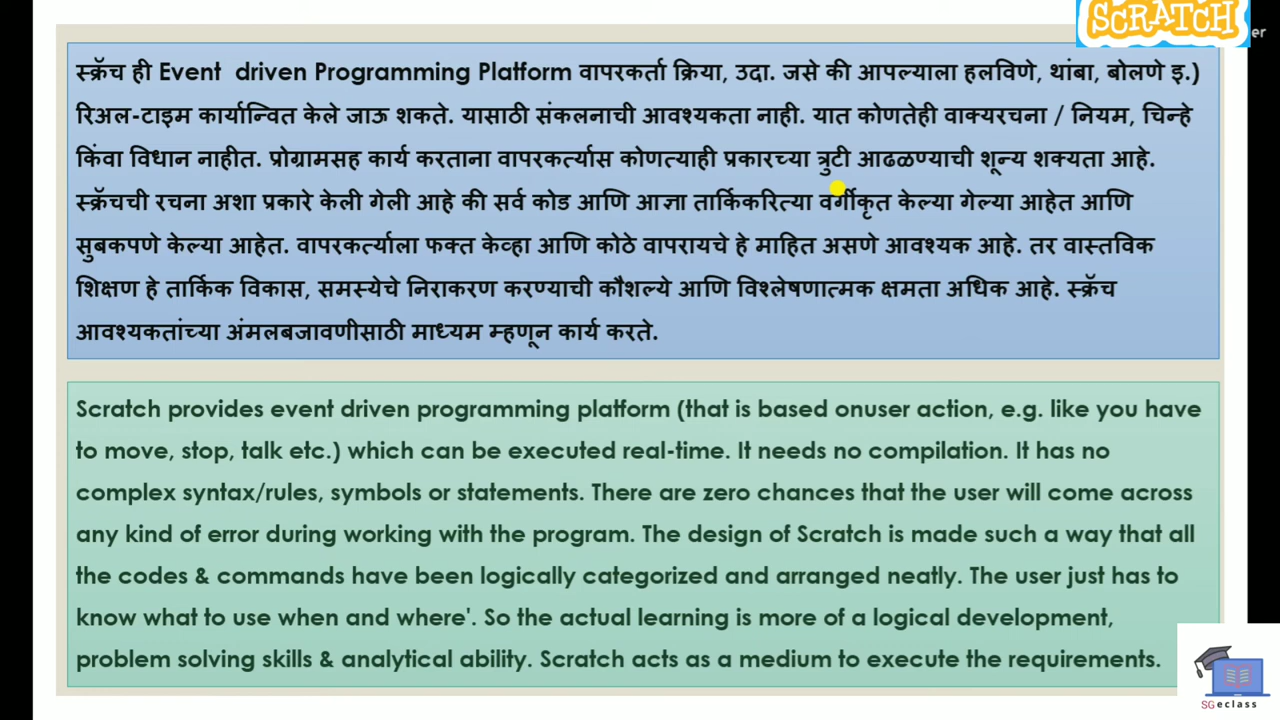 SCRATCH
er
स्क्रॅच ही Event driven Programming Platform वापरकर्ता क्रिया, उदा. जसे की आपल्याला हलविणे, थांबा, बोलणे इ.)
रिअल-टाइम कार्यान्वित केले जाऊ शकते. यासाठी संकलनाची आवश्यकता नाही. यात कोणतेही वाक्यरचना / नियम, चिन्हे
किंवा विधान नाहीत. प्रोग्रामसह कार्य करताना वापरकर्त्यास कोणत्याही प्रकारच्या त्रुटी आढळण्याची शून्य शक्यता आहे.
स्क्रॅचची रचना अशा प्रकारे केली गेली आहे की सर्व कोड आणि आज्ञा तार्किकरित्या वर्गीकृत केल्या गेल्या आहेत आणि
सुबकपणे केल्या आहेत. वापरकर्त्याला फक्त केव्हा आणि कोठे वापरायचे हे माहित असणे आवश्यक आहे. तर वास्तविक
शिक्षण हे तार्किक विकास, समस्येचे निराकरण करण्याची कौशल्ये आणि विश्लेषणात्मक क्षमता अधिक आहे. स्क्रॅच
आवश्यकतांच्या अंमलबजावणीसाठी माध्यम म्हणून कार्य करते.
Scratch provides event driven programming platform (that is based onuser action, e.g. like you have
to move, stop, talk etc.) which can be executed real-time. It needs no compilation. It has no
complex syntax/rules, symbols or statements. There are zero chances that the user will come across
any kind of error during working with the program. The design of Scratch is made such a way that all
the codes & commands have been logically categorized and arranged neatly. The user just has to
know what to use when and where'. So the actual learning is more of a logical development,
problem solving skills & analytical ability. Scratch acts as a medium to execute the requirements.
SGeclass